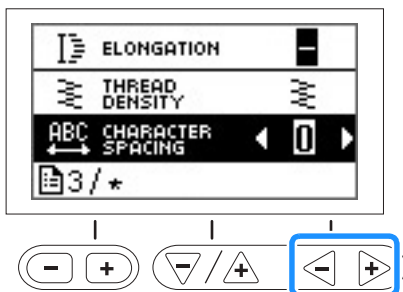 ELONGATION –
THREAD
DENSITY
ABC CHARACTER
SPACING 0
3/*
- +
- / +
- +